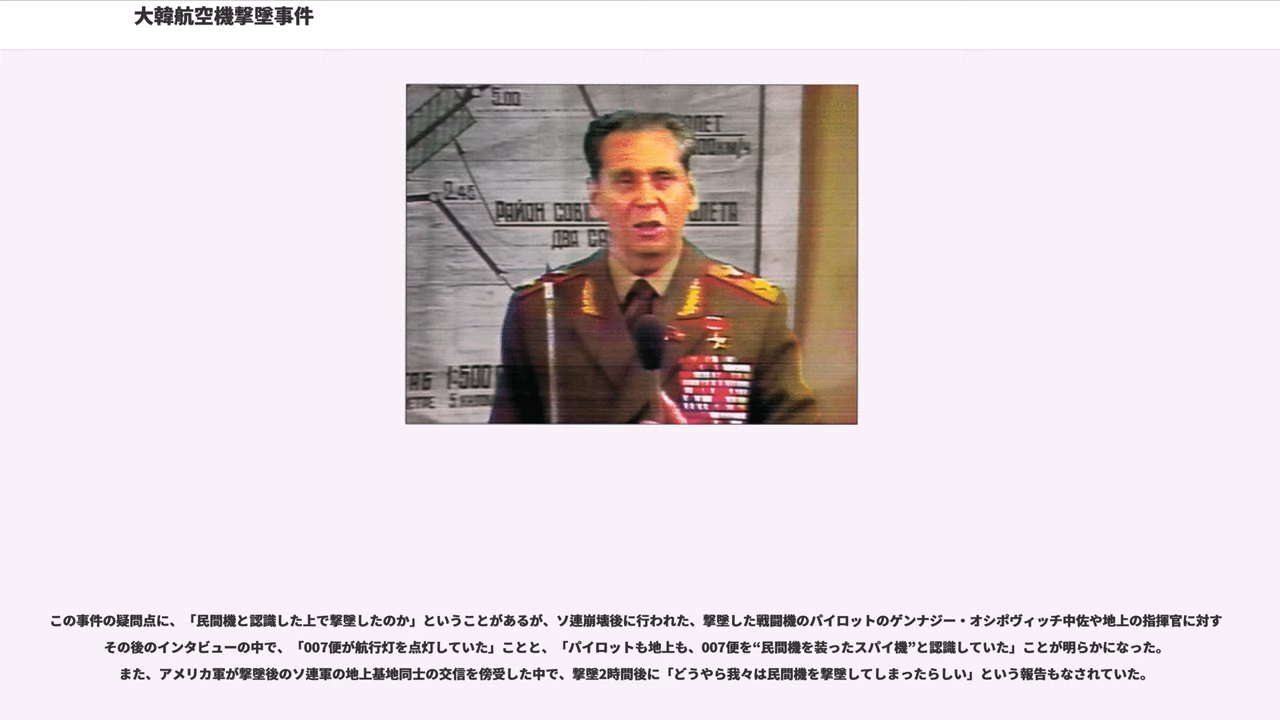 大韓航空機撃墜事件
5.00
ЛЕТ
500км/ч
2.45
РАЙОН СОВ ЛЕТА
ДВА СА
1:500
5
この事件の疑問点に、「民間機と認識した上で撃墜したのか」ということがあるが、ソ連崩壊後に行われた、撃墜した戦闘機のパイロットのゲンナジー・オシポヴィッチ中佐や地上の指揮官に対す
その後のインタビューの中で、「007便が航行灯を点灯していた」ことと、「パイロットも地上も、007便を“民間機を装ったスパイ機”と認識していた」ことが明らかになった。
また、アメリカ軍が撃墜後のソ連軍の地上基地同士の交信を傍受した中で、撃墜2時間後に「どうやら我々は民間機を撃墜してしまったらしい」という報告もなされていた。